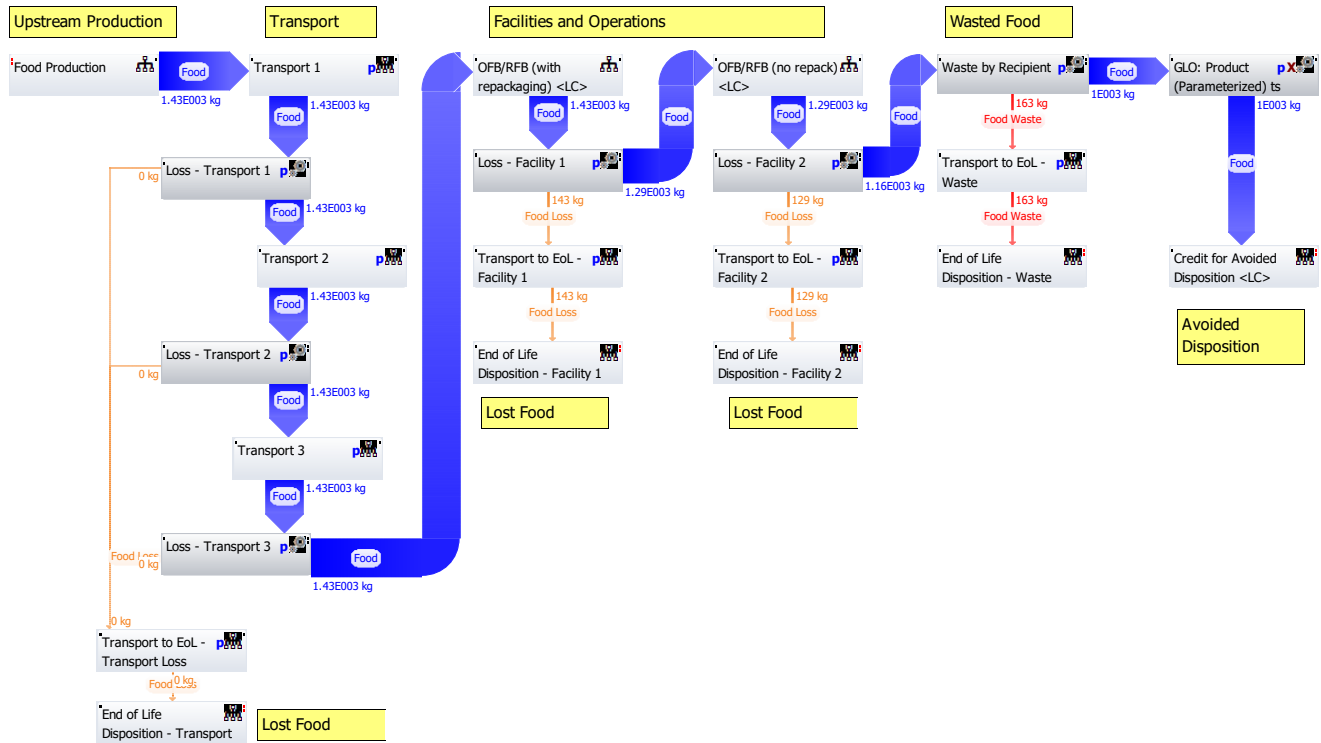 Upstream Production
Transport
Facilities and Operations
Wasted Food
Food Production
Food
1.43E003 kg
Transport 1
p
1.43E003 kg
Food
Loss - Transport 1
p
0 kg
Food
1.43E003 kg
Transport 2
p
1.43E003 kg
Food
Loss - Transport 2
p
0 kg
1.43E003 kg
Food
Transport 3
p
1.43E003 kg
Food
Loss - Transport 3
p
Food Loss
0 kg
Food
1.43E003 kg
0 kg
Transport to EoL -
Transport Loss
p
0 kg
Food Loss
End of Life
Disposition - Transport
Lost Food
OFB/RFB (with
repackaging) <LC>
1.43E003 kg
Food
Loss - Facility 1
p
1.29E003 kg
Food
143 kg
Food Loss
Transport to EoL -
Facility 1
p
143 kg
Food Loss
End of Life
Disposition - Facility 1
Lost Food
OFB/RFB (no repack)
<LC>
1.29E003 kg
Food
Loss - Facility 2
p
1.16E003 kg
Food
129 kg
Food Loss
Transport to EoL -
Facility 2
p
129 kg
Food Loss
End of Life
Disposition - Facility 2
Lost Food
Waste by Recipient
p
Food
1E003 kg
163 kg
Food Waste
Transport to EoL -
Waste
p
163 kg
Food Waste
End of Life
Disposition - Waste
GLO: Product
(Parameterized) ts
p X
1E003 kg
Food
Credit for Avoided
Disposition <LC>
Avoided
Disposition